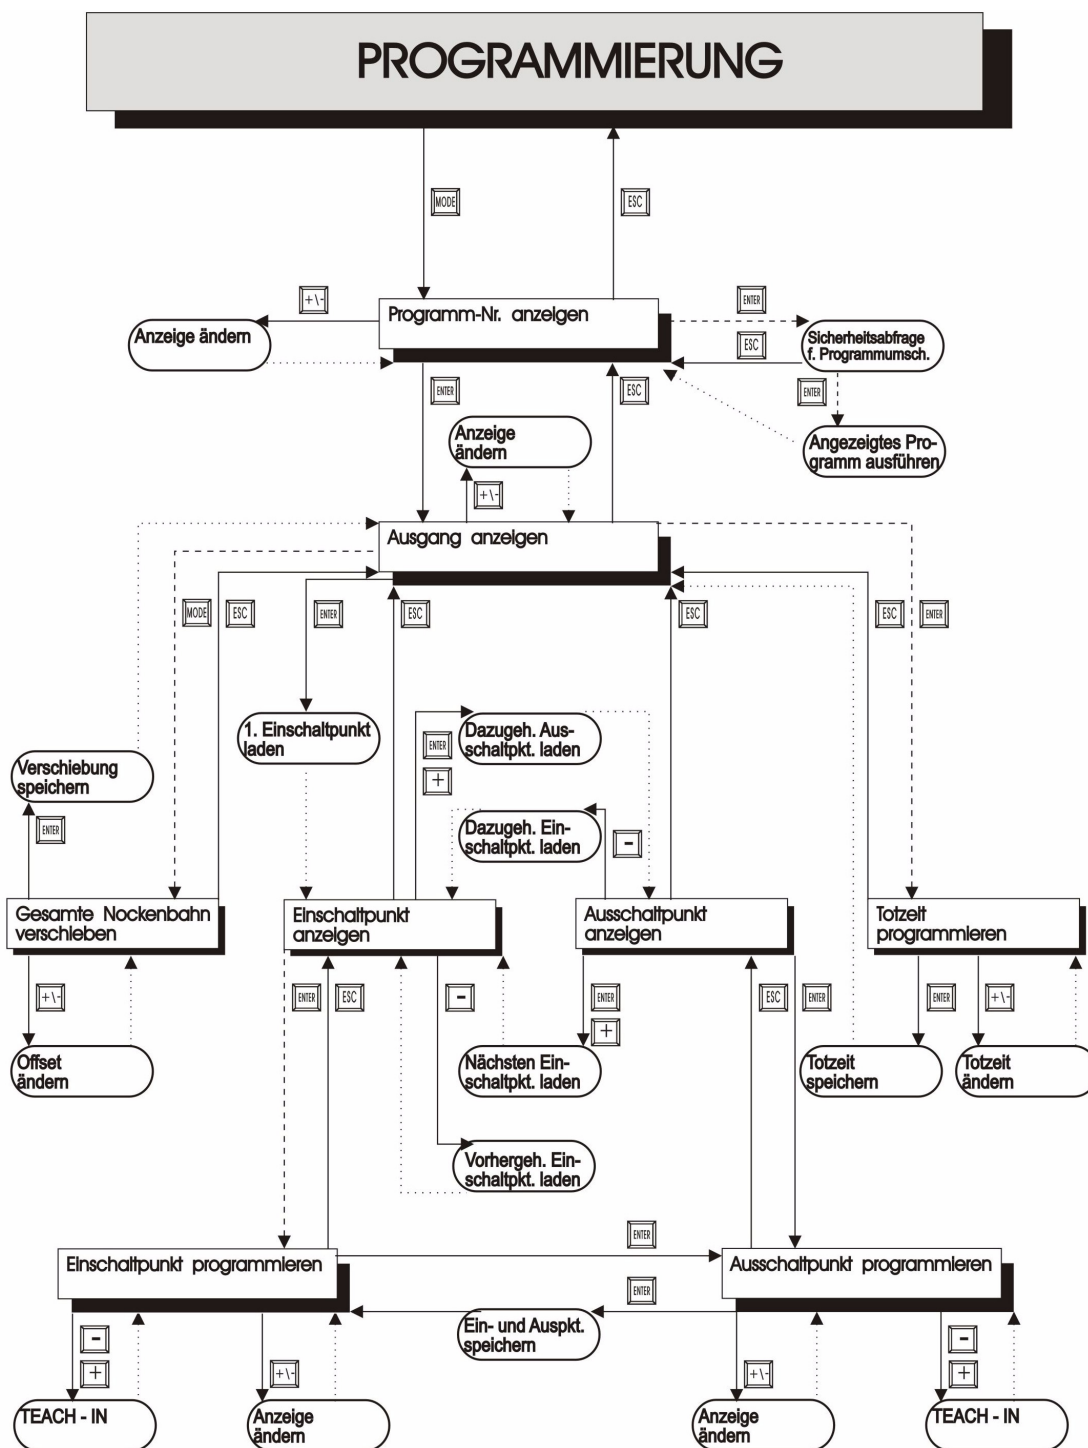 PROGRAMMIERUNG
MODE
ESC
+\-
Programm-Nr. anzeigen
ENTER
Anzeige ändern
ESC
Sicherheitsabfrage
f. Programmumsch.
ENTER
ESC
ENTER
Anzeige
ändern
Angezeigtes Pro-
gramm ausführen
+\-
Ausgang anzeigen
MODE
ESC
ENTER
ESC
ESC
ESC
ENTER
1. Einschaltpunkt
laden
Dazugeh. Aus-
schaltpkt. laden
ENTER
+
Verschiebung
speichern
ENTER
Dazugeh. Ein-
schaltpkt. laden
-
Gesamte Nockenbahn
verschieben
Einschaltpunkt
anzeigen
Ausschaltpunkt
anzeigen
Totzeit
programmieren
+\-
ENTER
ESC
-
ENTER
+
ESC
ENTER
ENTER
+\-
Offset
ändern
Nächsten Ein-
schaltpkt. laden
Totzeit
speichern
Totzeit
ändern
Vorhergeh. Ein-
schaltpkt. laden
ENTER
Einschaltpunkt programmieren
Ausschaltpunkt programmieren
ENTER
Ein- und Auspkt.
speichern
-
+
+\-
+\-
-
+
TEACH - IN
Anzeige
ändern
Anzeige
ändern
TEACH - IN